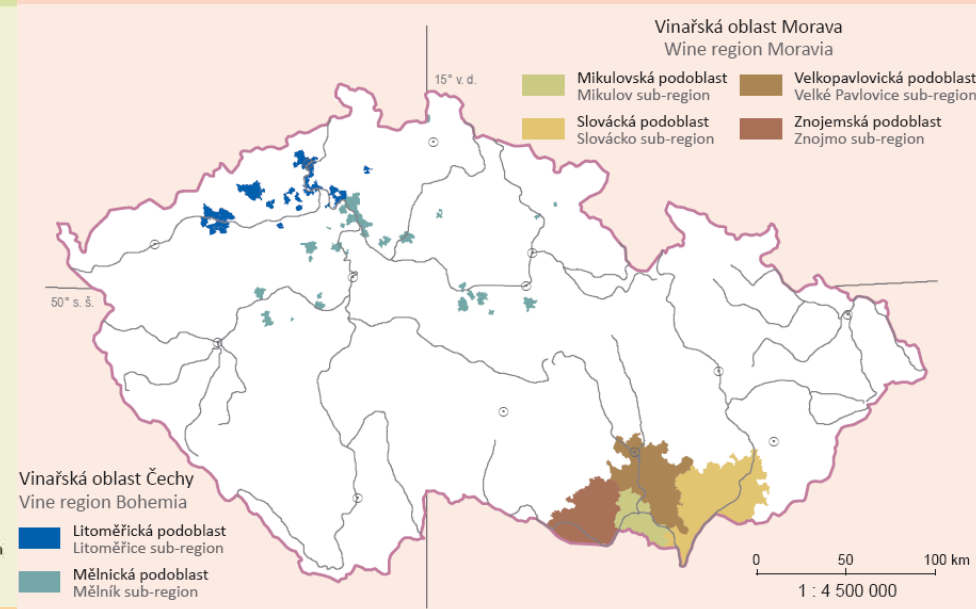 Vinařská oblast Morava
Wine region Moravia
Mikulovská podoblast
Mikulov sub-region
Velkopavlovická podoblast
Velké Pavlovice sub-region
Slovácká podoblast
Slovácko sub-region
Znojemská podoblast
Znojmo sub-region
15° v. d.
50° s. š.
Vinařská oblast Čechy
Vine region Bohemia
Litoměřická podoblast
Litoměřice sub-region
Mělnická podoblast
Mělník sub-region
0 50 100 km
1 : 4 500 000